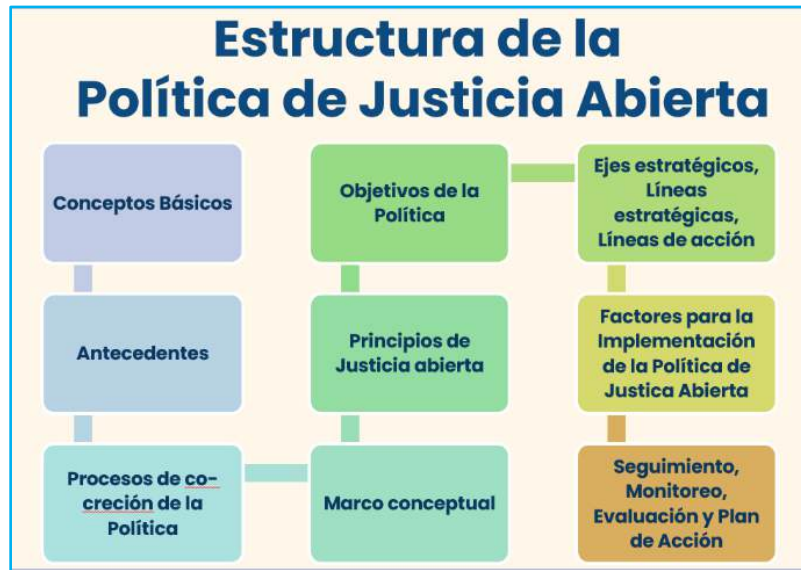 Estructura de la
Política de Justicia Abierta
Conceptos Básicos
Antecedentes
Procesos de co-
creción de la
Política
Marco conceptual
Principios de
Justicia abierta
Objetivos de la
Política
Ejes estratégicos,
Líneas
estratégicas,
Líneas de acción
Factores para la
Implementación
de la Política de
Justica Abierta
Seguimiento,
Monitoreo,
Evaluación y Plan
de Acción